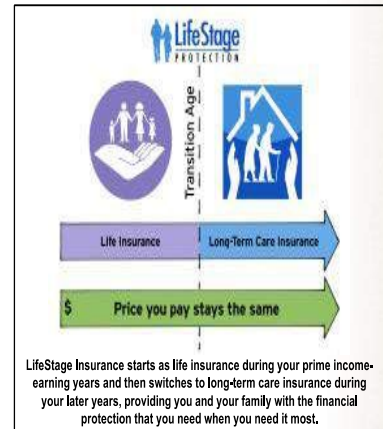 LifeStage
PROTECTION
Transition Age
Life Insurance
Long-Term Care Insurance
$ Price you pay stays the same
LifeStage Insurance starts as life insurance during your prime income-
earning years and then switches to long-term care insurance during
your later years, providing you and your family with the financial
protection that you need when you need it most.